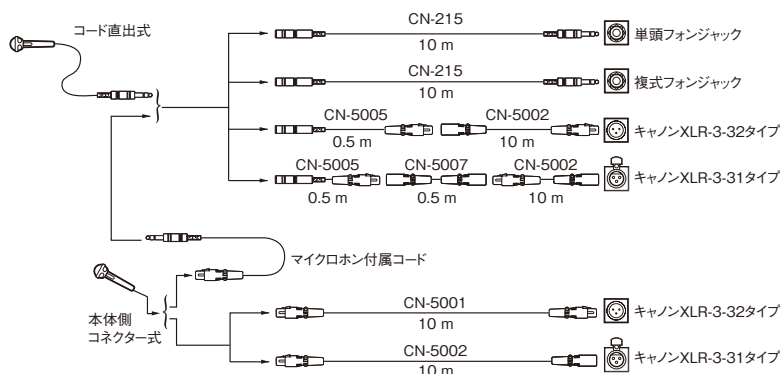 コード直出式
CN-215
10 m
単頭フォンジャック
CN-215
10 m
複式フォンジャック
CN-5005
0.5 m
CN-5002
10 m
キャノンXLR-3-32タイプ
CN-5005
0.5 m
CN-5007
0.5 m
CN-5002
10 m
キャノンXLR-3-31タイプ
マイクロホン付属コード
本体側
コネクター式
CN-5001
10 m
キャノンXLR-3-32タイプ
CN-5002
10 m
キャノンXLR-3-31タイプ